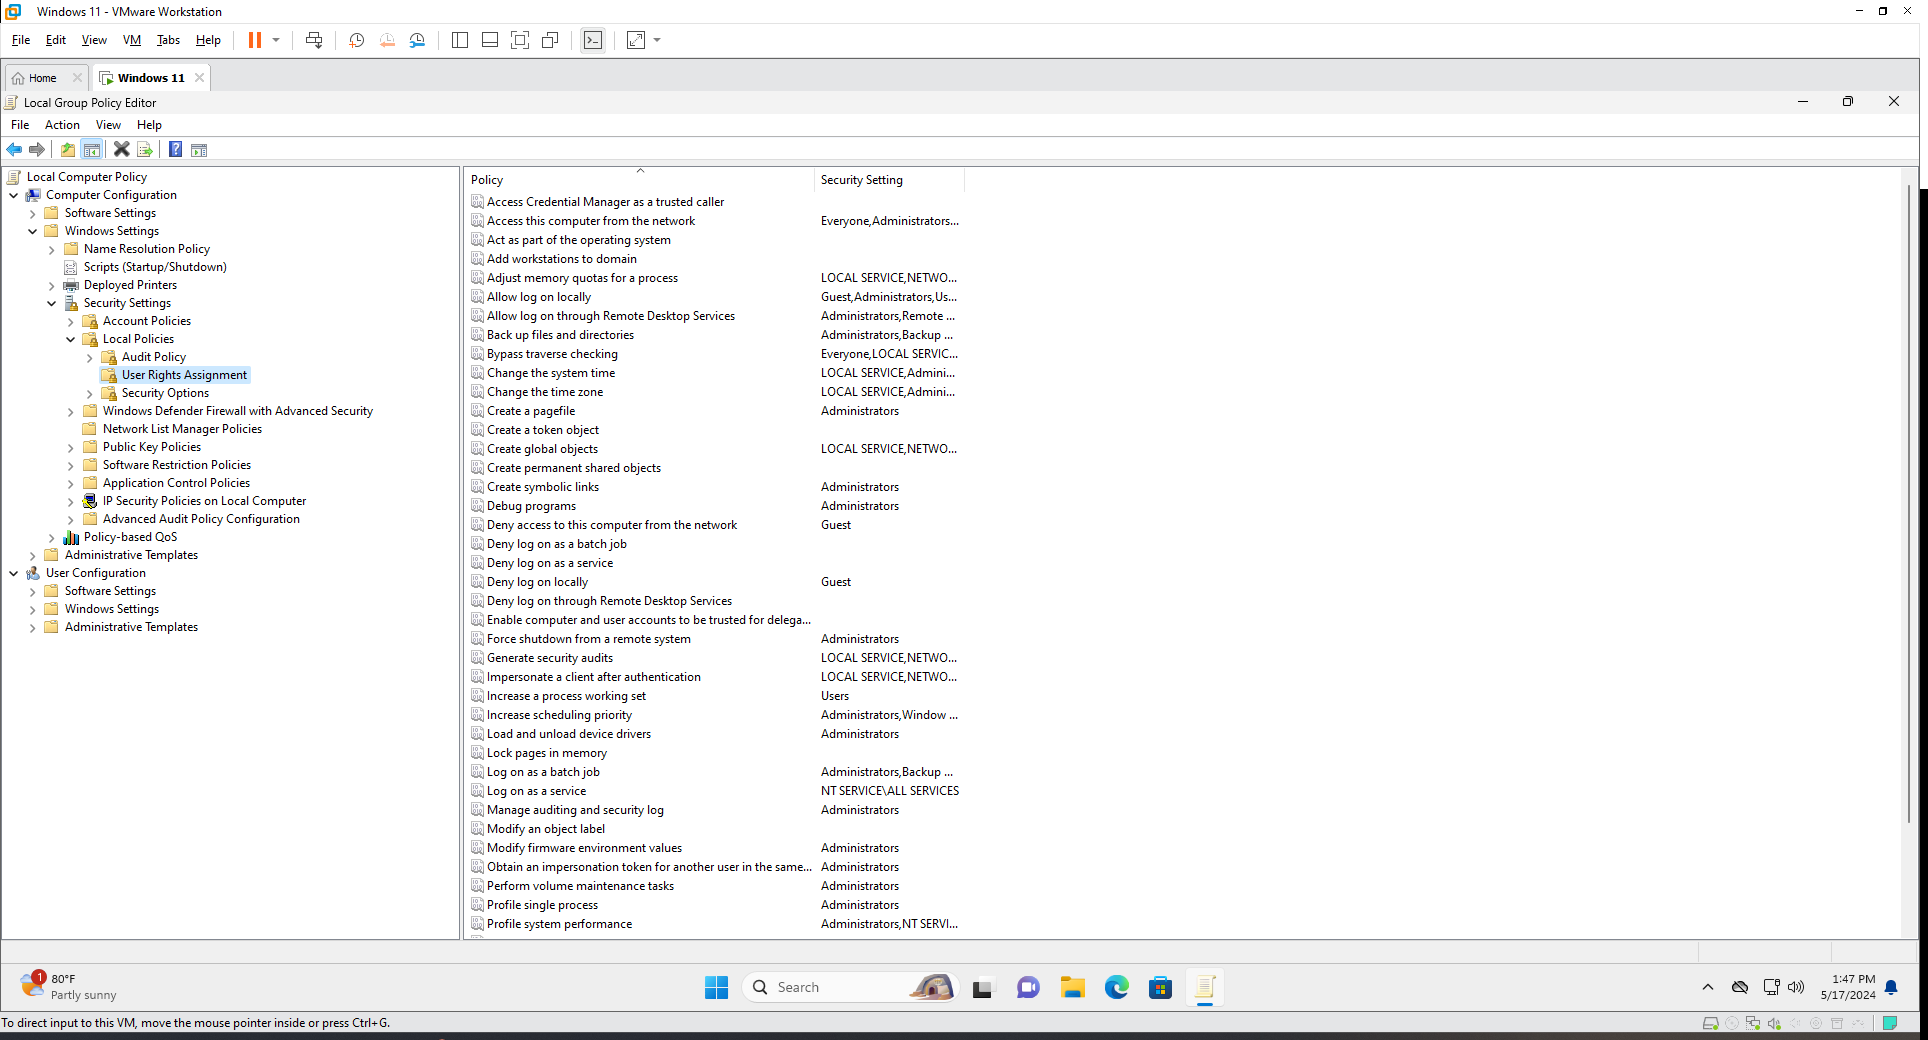 Windows 11 - VMware Workstation
File Edit View VM Tabs Help
Home
Windows 11
Local Group Policy Editor
File Action View Help
Local Computer Policy
Computer Configuration
Software Settings
Windows Settings
Name Resolution Policy
Scripts (Startup/Shutdown)
Deployed Printers
Security Settings
Account Policies
Local Policies
Audit Policy
User Rights Assignment
Security Options
Windows Defender Firewall with Advanced Security
Network List Manager Policies
Public Key Policies
Software Restriction Policies
Application Control Policies
IP Security Policies on Local Computer
Advanced Audit Policy Configuration
Policy-based QoS
Administrative Templates
User Configuration
Software Settings
Windows Settings
Administrative Templates
Policy Security Setting
Access Credential Manager as a trusted caller
Access this computer from the network Everyone,Administrators...
Act as part of the operating system
Add workstations to domain
Adjust memory quotas for a process LOCAL SERVICE,NETWO...
Allow log on locally Guest,Administrators,Us...
Allow log on through Remote Desktop Services Administrators,Remote ...
Back up files and directories Administrators,Backup ...
Bypass traverse checking Everyone,LOCAL SERVIC...
Change the system time LOCAL SERVICE,Admini...
Change the time zone LOCAL SERVICE,Admini...
Create a pagefile Administrators
Create a token object
Create global objects LOCAL SERVICE,NETWO...
Create permanent shared objects
Create symbolic links Administrators
Debug programs Administrators
Deny access to this computer from the network Guest
Deny log on as a batch job
Deny log on as a service
Deny log on locally Guest
Deny log on through Remote Desktop Services
Enable computer and user accounts to be trusted for delega...
Force shutdown from a remote system Administrators
Generate security audits LOCAL SERVICE,NETWO...
Impersonate a client after authentication LOCAL SERVICE,NETWO...
Increase a process working set Users
Increase scheduling priority Administrators,Window ...
Load and unload device drivers Administrators
Lock pages in memory
Log on as a batch job Administrators,Backup ...
Log on as a service NT SERVICE\ALL SERVICES
Manage auditing and security log Administrators
Modify an object label
Modify firmware environment values Administrators
Obtain an impersonation token for another user in the same... Administrators
Perform volume maintenance tasks Administrators
Profile single process Administrators
Profile system performance Administrators,NT SERVI...
1
80°F
Partly sunny
Search
1:47 PM
5/17/2024
To direct input to this VM, move the mouse pointer inside or press Ctrl+G.